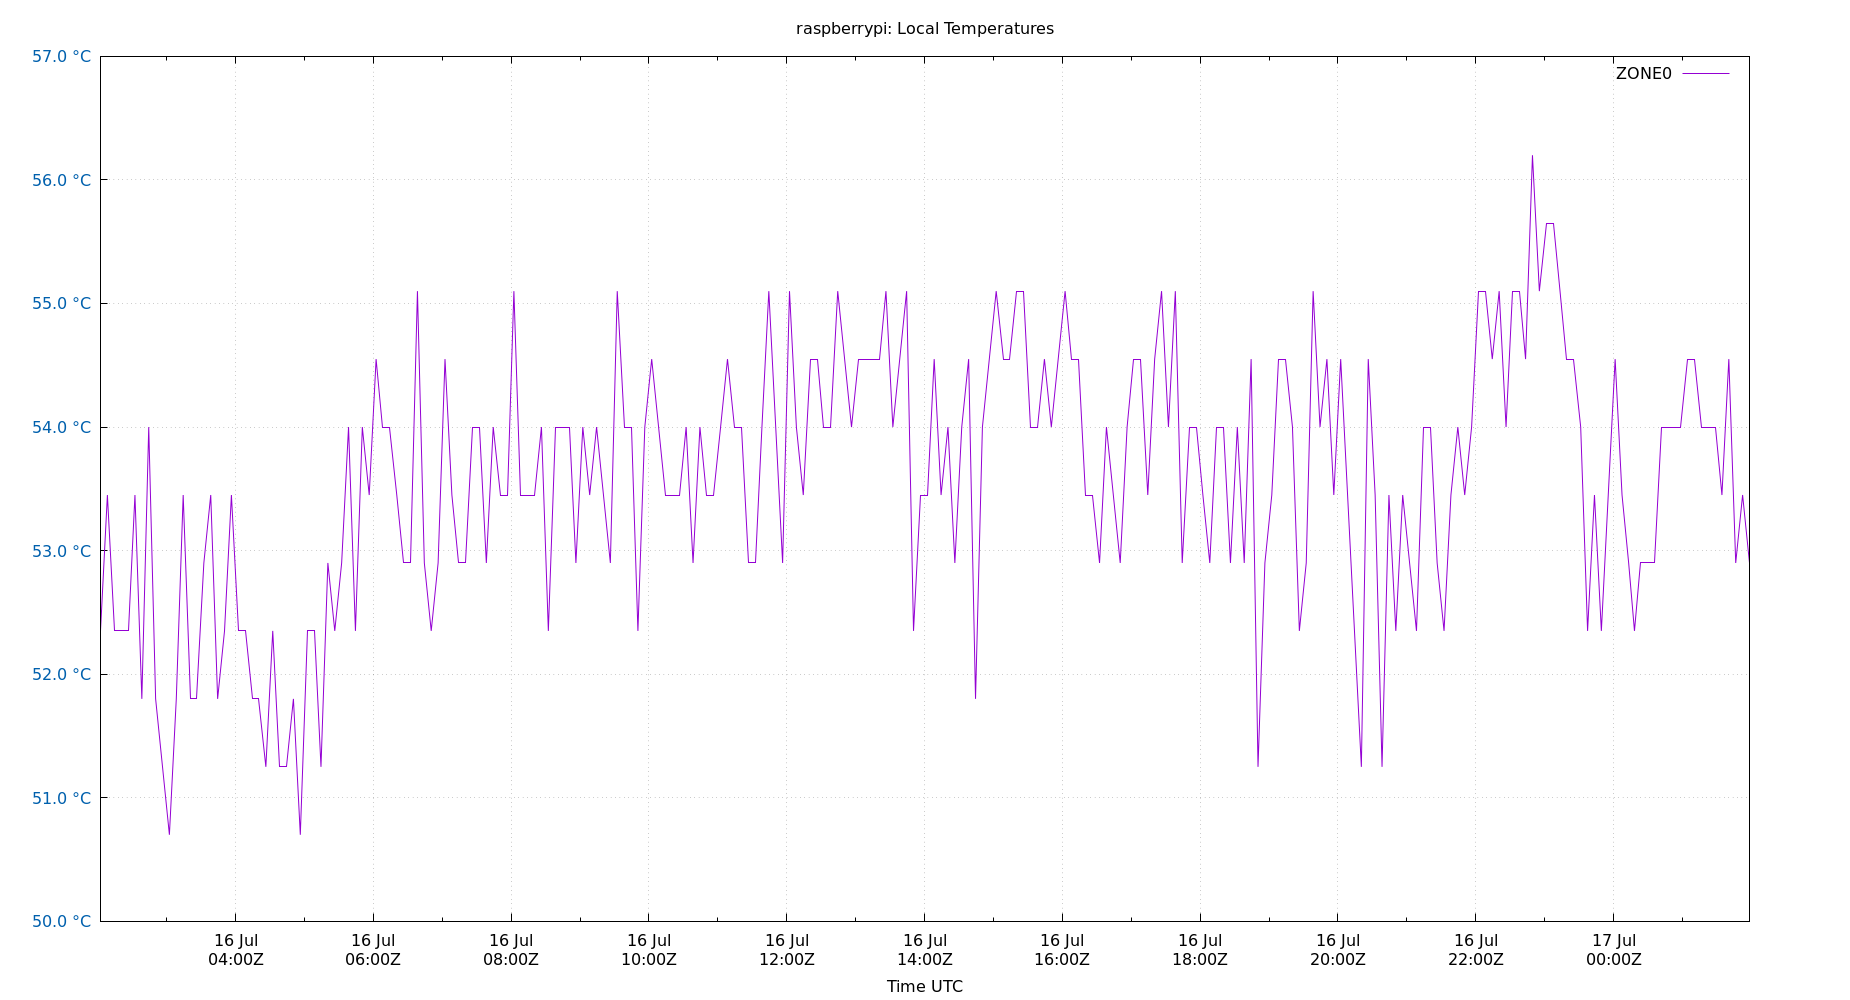 raspberrypi: Local Temperatures
57.0 °C
ZONE0
56.0 °C
55.0 °C
54.0 °C
53.0 °C
52.0 °C
51.0 °C
50.0 °C
16 Jul 16 Jul 16 Jul 16 Jul 16 Jul 16 Jul 16 Jul 16 Jul 16 Jul 16 Jul 17 Jul
04:00Z 06:00Z 08:00Z 10:00Z 12:00Z 14:00Z 16:00Z 18:00Z 20:00Z 22:00Z 00:00Z
Time UTC